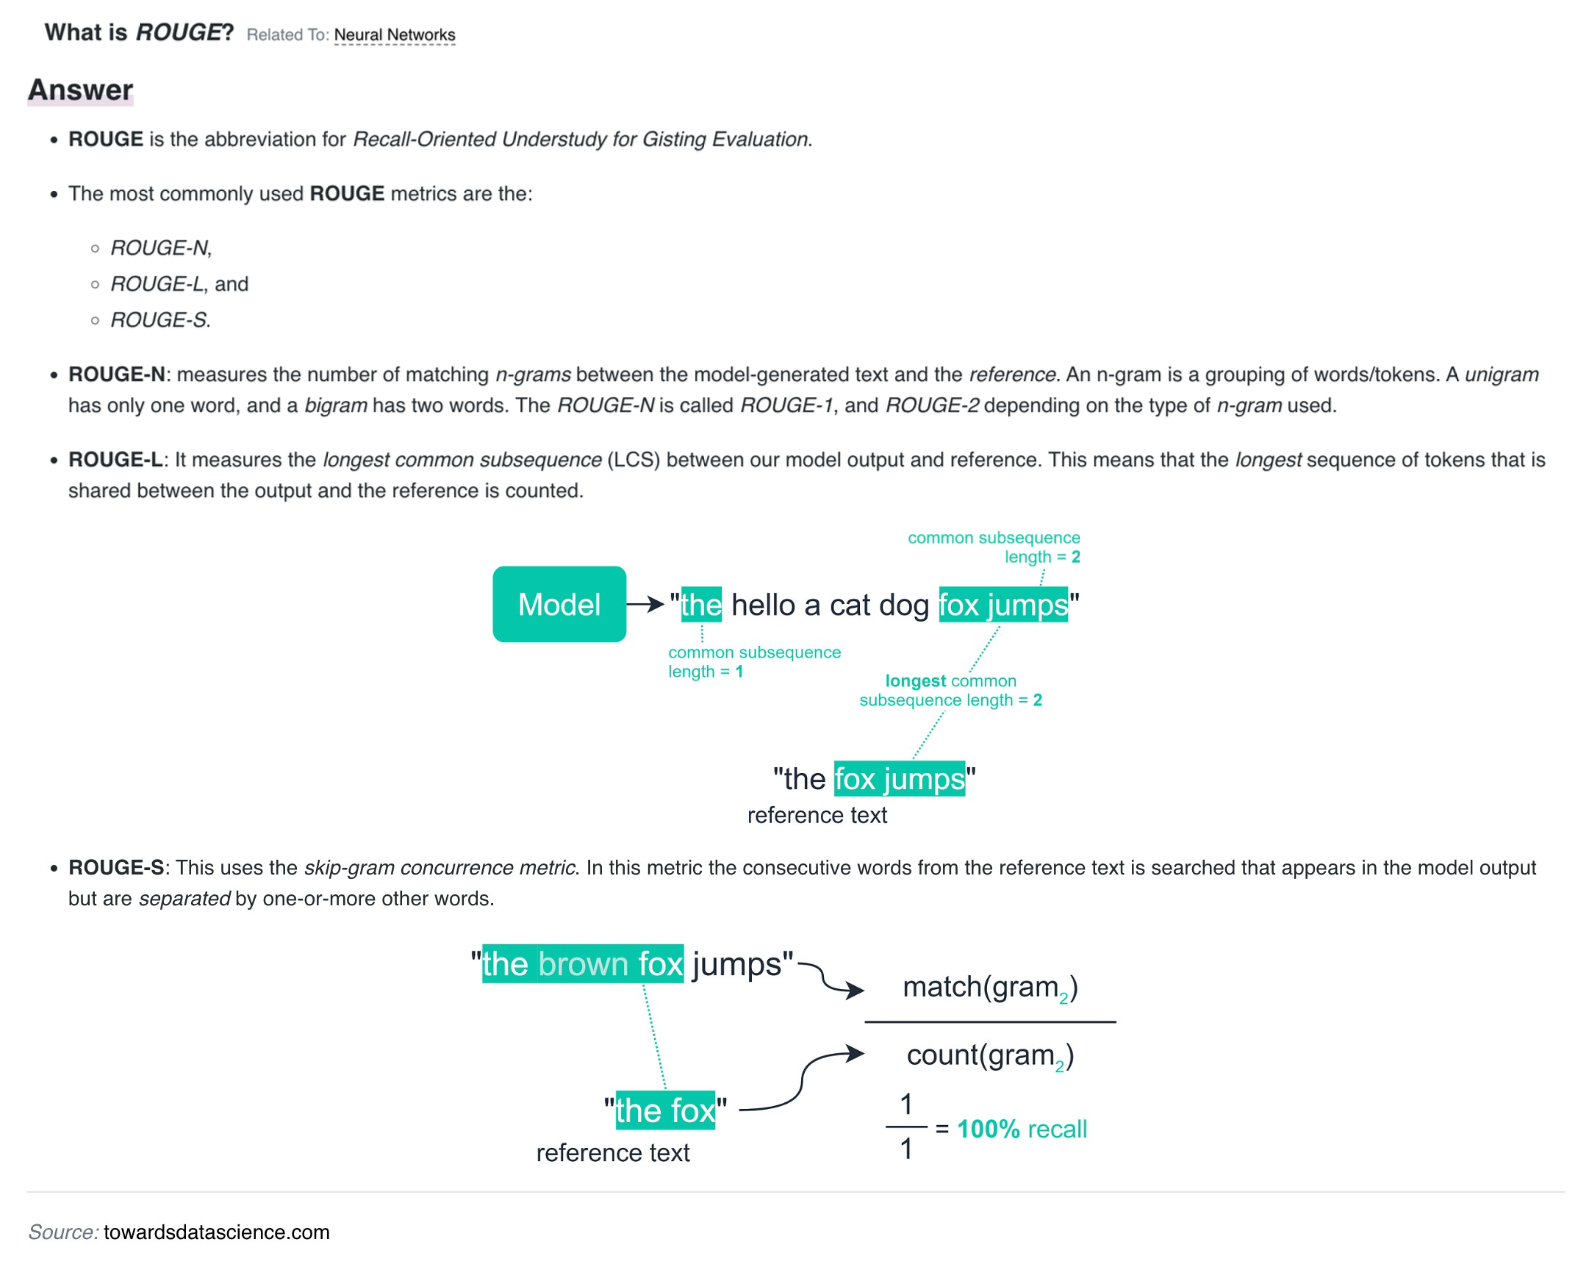 What is ROUGE? Related To: Neural Networks
Answer
• ROUGE is the abbreviation for Recall-Oriented Understudy for Gisting Evaluation.
• The most commonly used ROUGE metrics are the:
◦ ROUGE-N,
◦ ROUGE-L, and
◦ ROUGE-S.
• ROUGE-N: measures the number of matching n-grams between the model-generated text and the reference. An n-gram is a grouping of words/tokens. A unigram
has only one word, and a bigram has two words. The ROUGE-N is called ROUGE-1, and ROUGE-2 depending on the type of n-gram used.
• ROUGE-L: It measures the longest common subsequence (LCS) between our model output and reference. This means that the longest sequence of tokens that is
shared between the output and the reference is counted.
common subsequence
length = 2
Model
"the hello a cat dog fox jumps"
common subsequence
length = 1
longest common
subsequence length = 2
"the fox jumps"
reference text
• ROUGE-S: This uses the skip-gram concurrence metric. In this metric the consecutive words from the reference text is searched that appears in the model output
but are separated by one-or-more other words.
"the brown fox jumps"
match(gram2)
count(gram2)
"the fox"
reference text
1
1
= 100% recall
Source: towardsdatascience.com